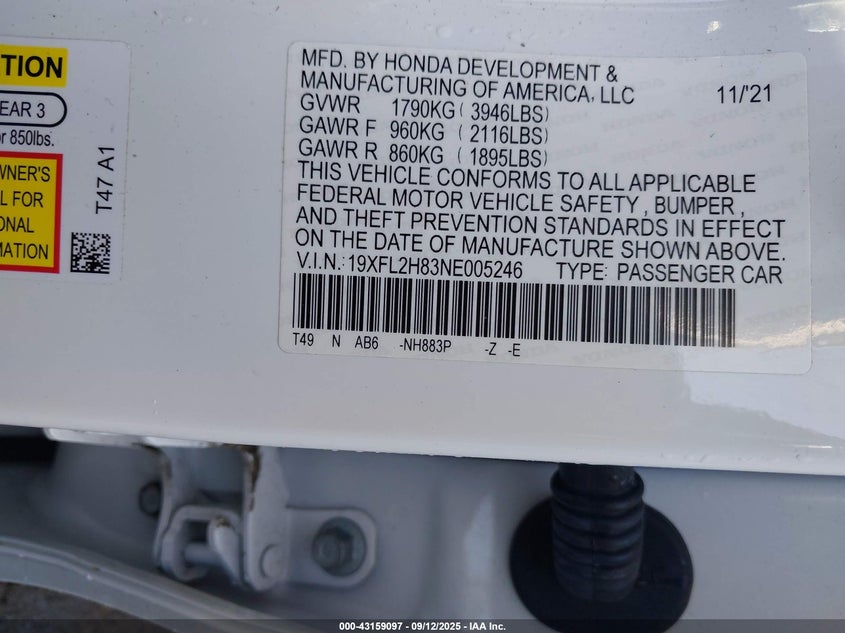 TION
EAR 3
r 850lbs.
WNER'S
L FOR
ONAL
MATION
T47 A1
MFD. BY HONDA DEVELOPMENT &
MANUFACTURING OF AMERICA, LLC 11/'21
GVWR 1790KG ( 3946LBS)
GAWR F 960KG ( 2116LBS)
GAWR R 860KG ( 1895LBS)
THIS VEHICLE CONFORMS TO ALL APPLICABLE
FEDERAL MOTOR VEHICLE SAFETY , BUMPER ,
AND THEFT PREVENTION STANDARDS IN EFFECT
ON THE DATE OF MANUFACTURE SHOWN ABOVE.
V.I.N.:19XFL2H83NE005246 TYPE: PASSENGER CAR
T49 N AB6 -NH883P -Z -E
000-43159097 - 09/12/2025 - IAA Inc.